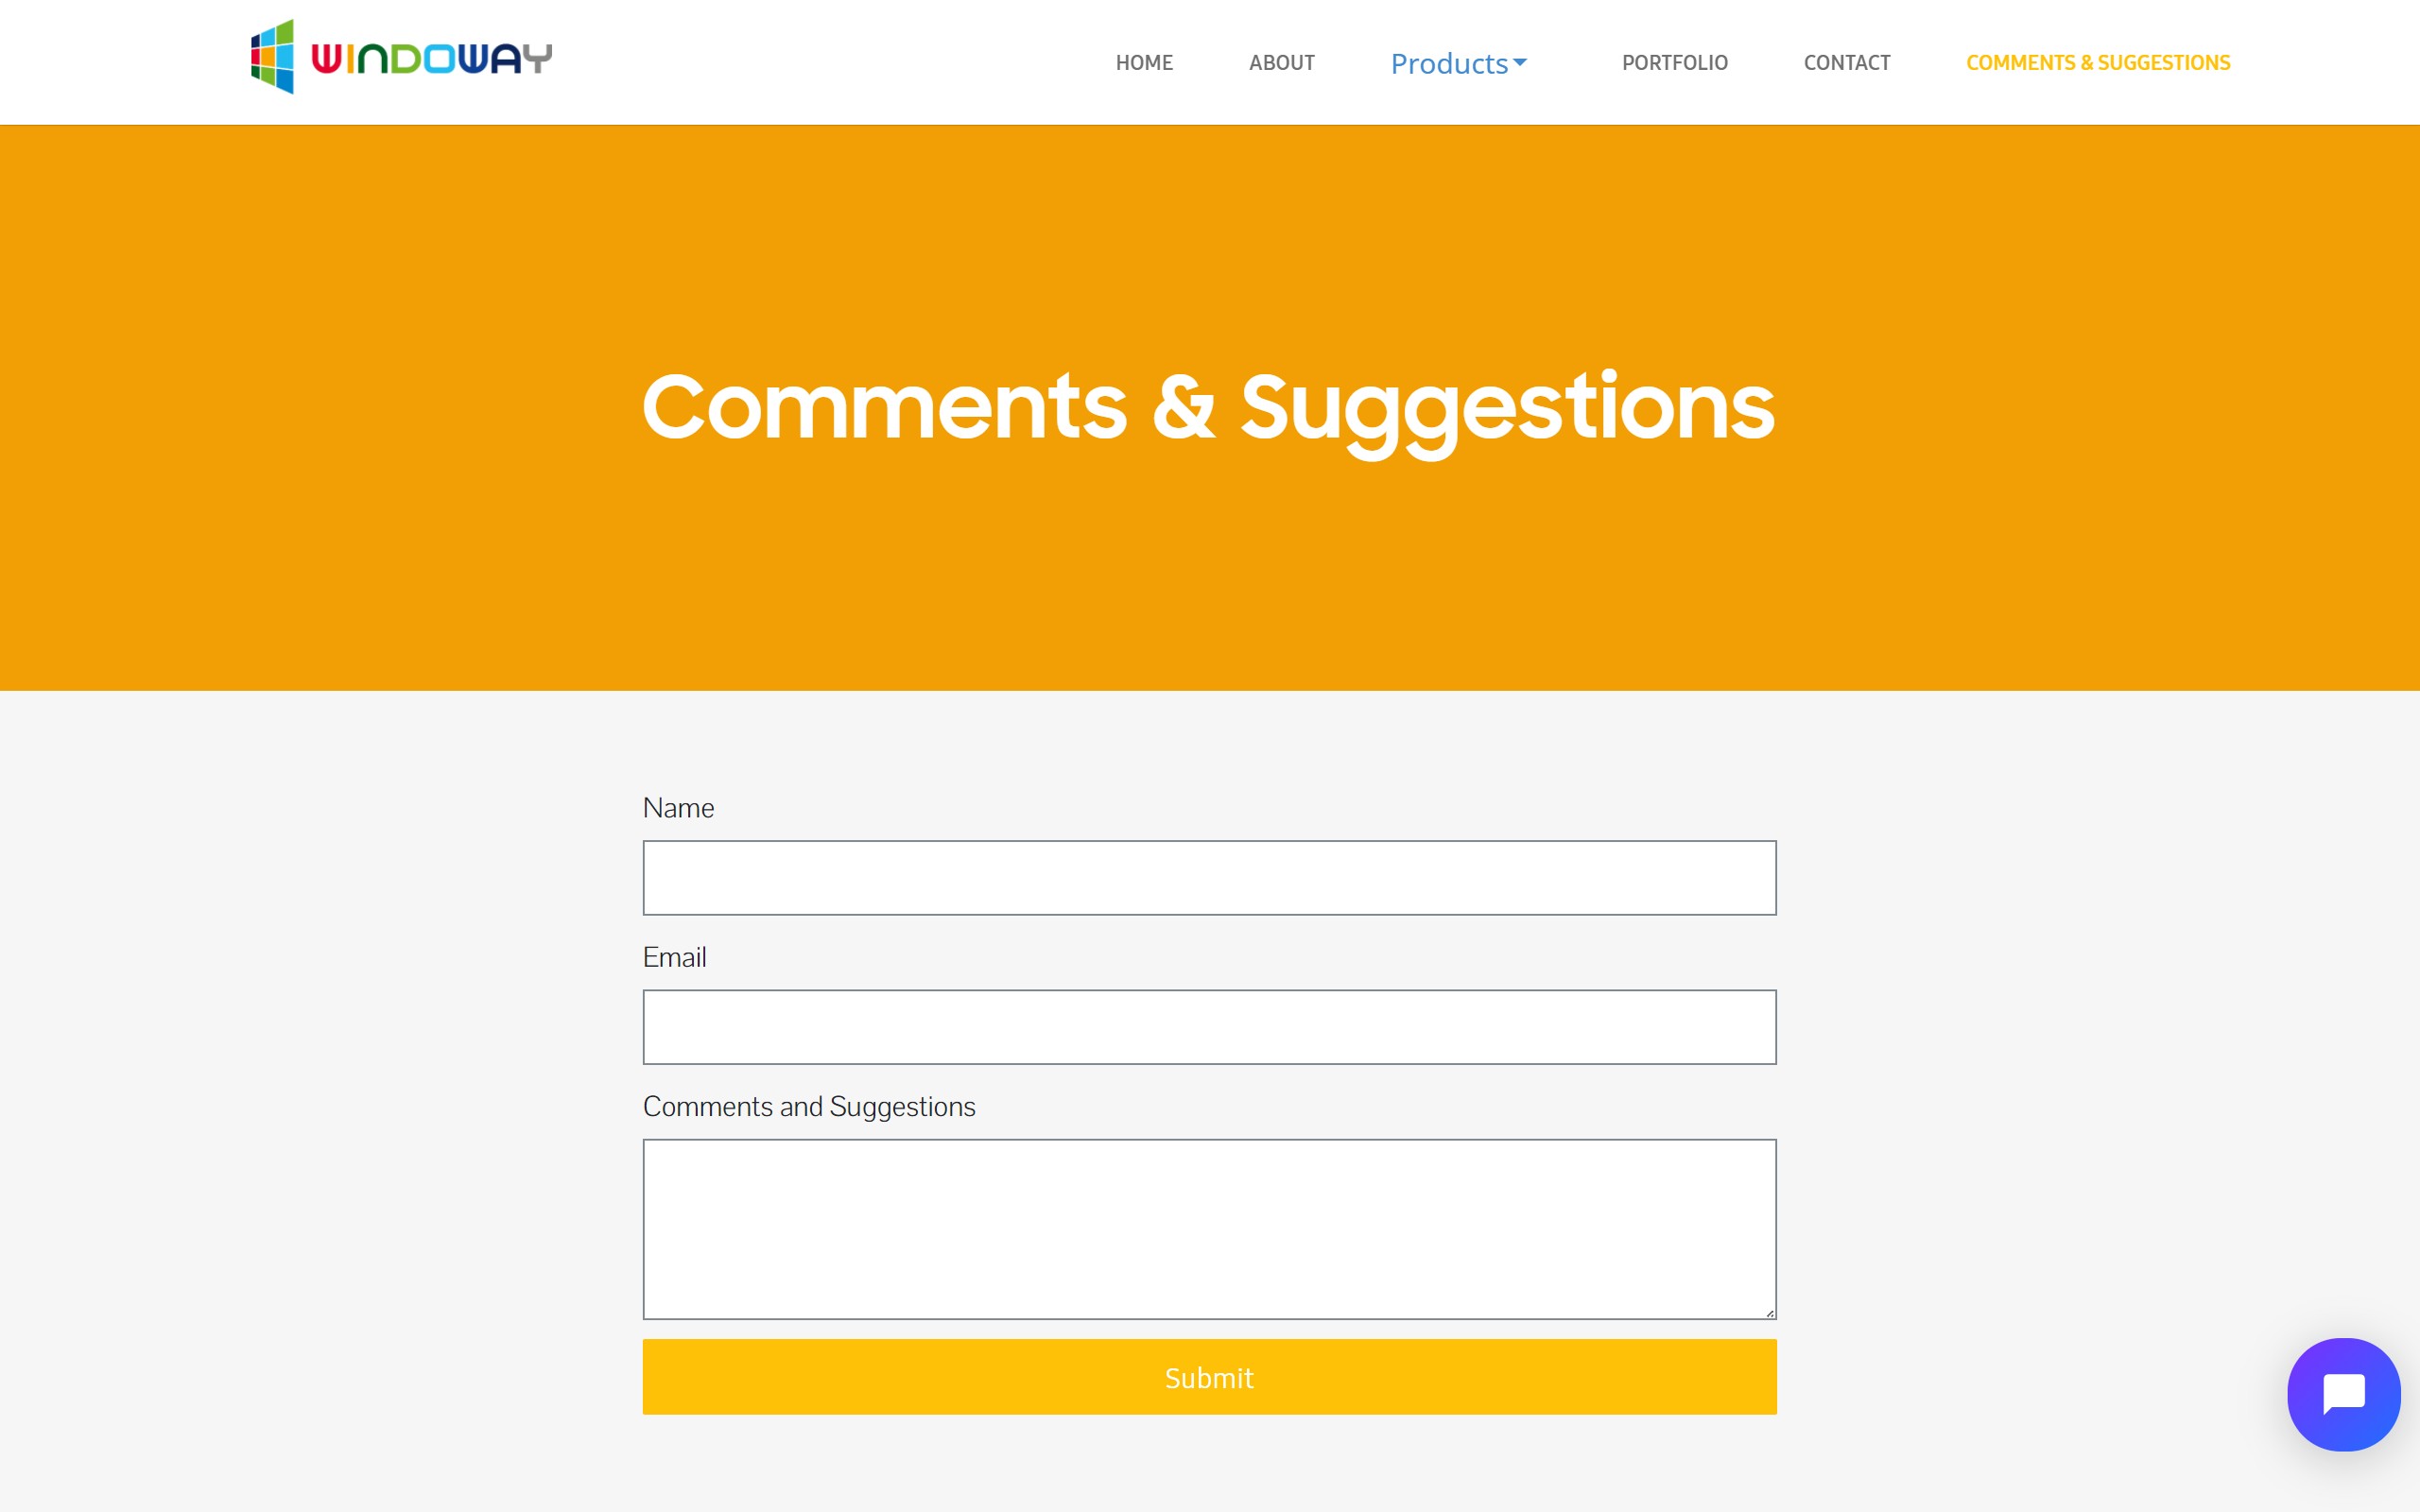 WINDOWAY
HOME ABOUT Products PORTFOLIO CONTACT COMMENTS & SUGGESTIONS
Comments & Suggestions
Name
Email
Comments and Suggestions
Submit